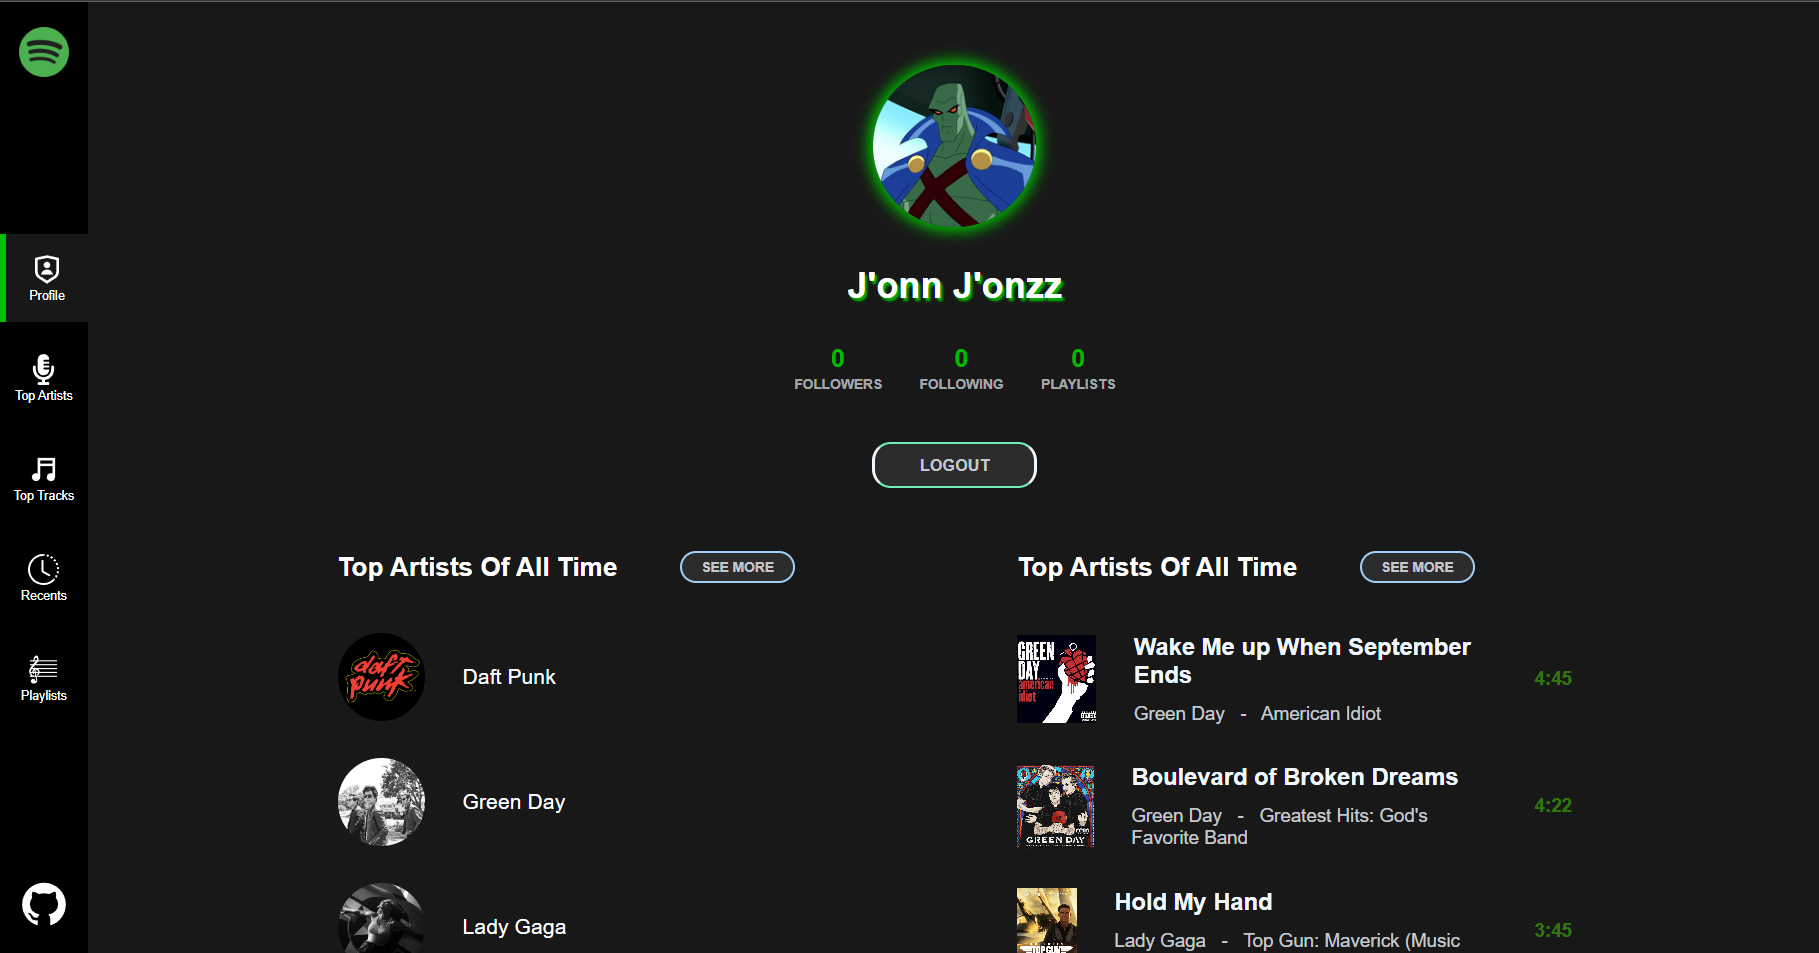 Profile
Top Artists
Top Tracks
Recents
Playlists
J'onn J'onzz
0 0 0
FOLLOWERS FOLLOWING PLAYLISTS
LOGOUT
Top Artists Of All Time SEE MORE
daft
punk
Daft Punk
Green Day
Lady Gaga
Top Artists Of All Time SEE MORE
GREEN
DAY
american
idiot
Wake Me up When September
Ends
Green Day - American Idiot
4:45
GREEN DAY
Boulevard of Broken Dreams
Green Day - Greatest Hits: God's
Favorite Band
4:22
TOP GUN
Hold My Hand
Lady Gaga - Top Gun: Maverick (Music
3:45